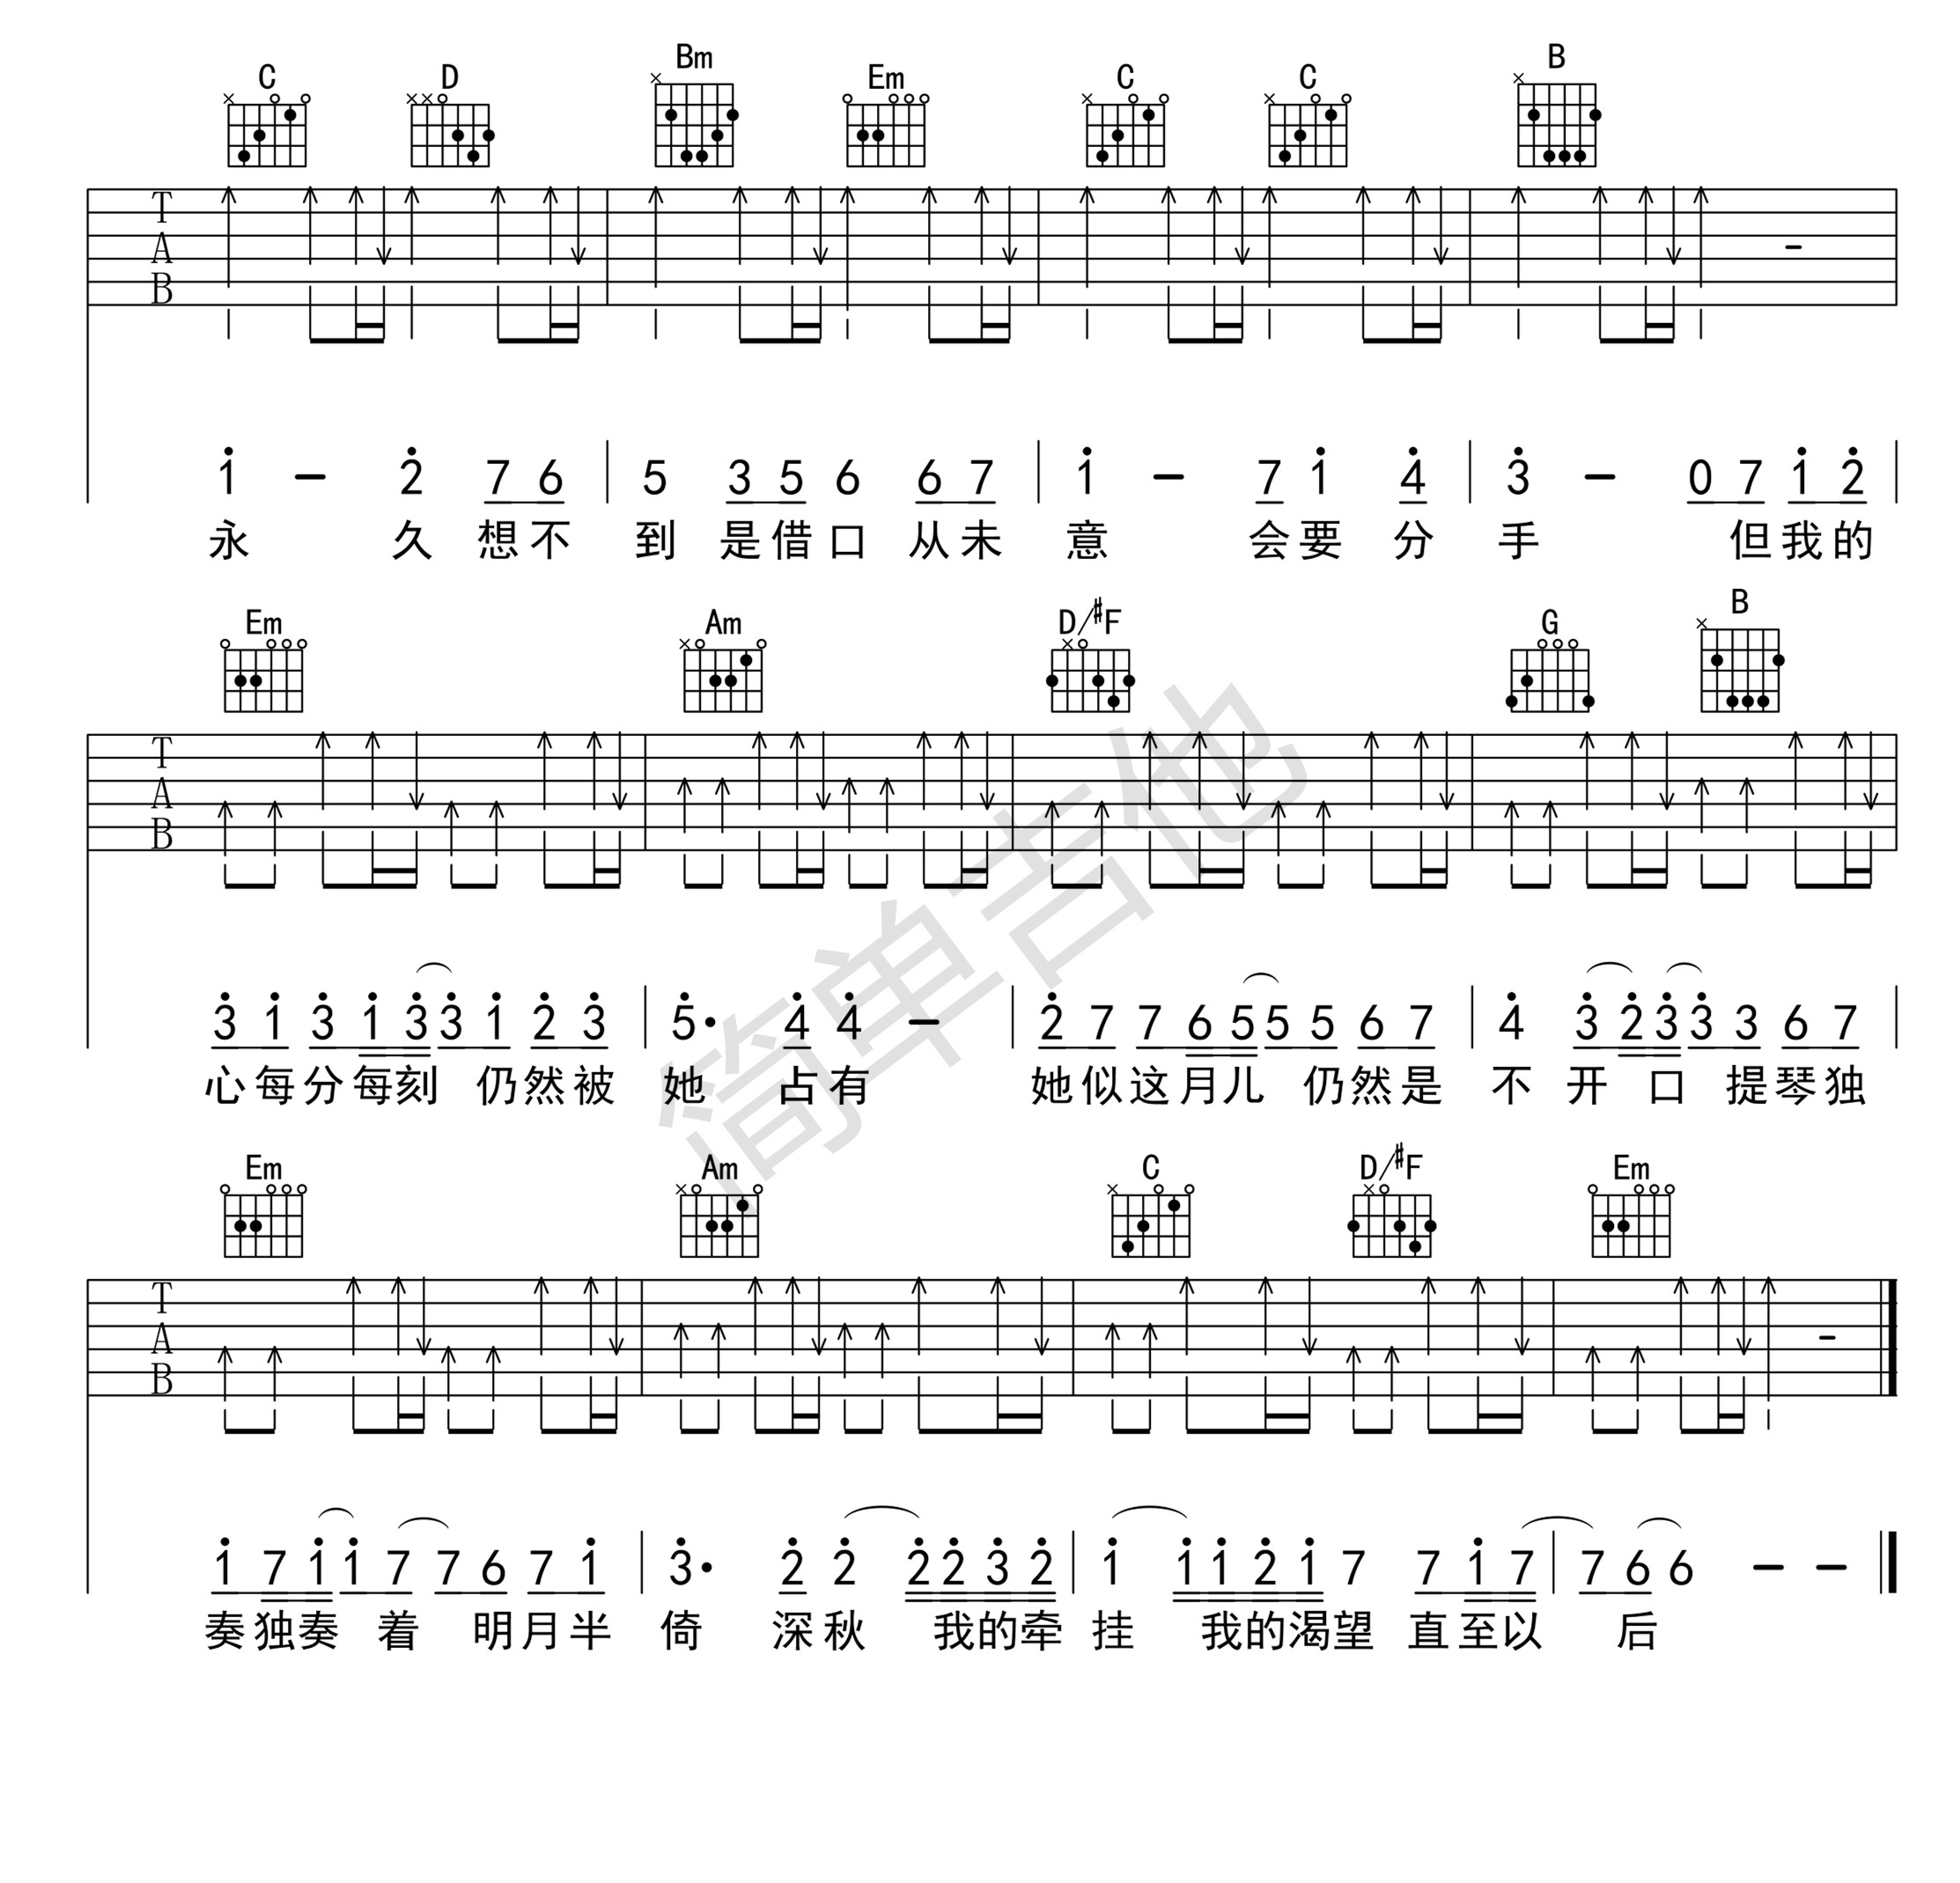 C D Bm Em C C B
T
A
B
1 - 2 7 6 5 3 5 6 6 7 1 - 7 1 4 3 - 0 7 1 2
永 久 想 不 到 是 借 口 从 未 意 会 要 分 手 但 我 的
Em Am D/#F G B
T
A
B
3 1 3 1 3 3 1 2 3 5· 4 4 - 2 7 7 6 5 5 5 6 7 4 3 2 3 3 3 6 7
心 每 分 每 刻 仍 然 被 她 占 有 她 似 这 月 儿 仍 然 是 不 开 口 提 琴 独
Em Am C D/#F Em
T
A
B
1 7 1 1 7 7 6 7 1 3· 2 2 2 2 3 2 1 1 1 2 1 7 7 1 7 7 6 6 - -
奏 独 奏 着 明 月 半 倚 深 秋 我 的 牵 挂 我 的 渴 望 直 至 以 后
简单吉他